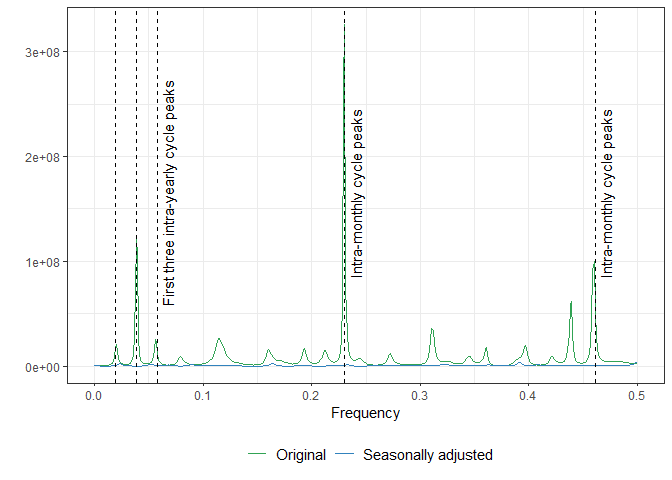 3e+08
2e+08
1e+08
0e+00
First three intra-yearly cycle peaks
Intra-monthly cycle peaks
Intra-monthly cycle peaks
0.0 0.1 0.2 0.3 0.4 0.5
Frequency
Original Seasonally adjusted